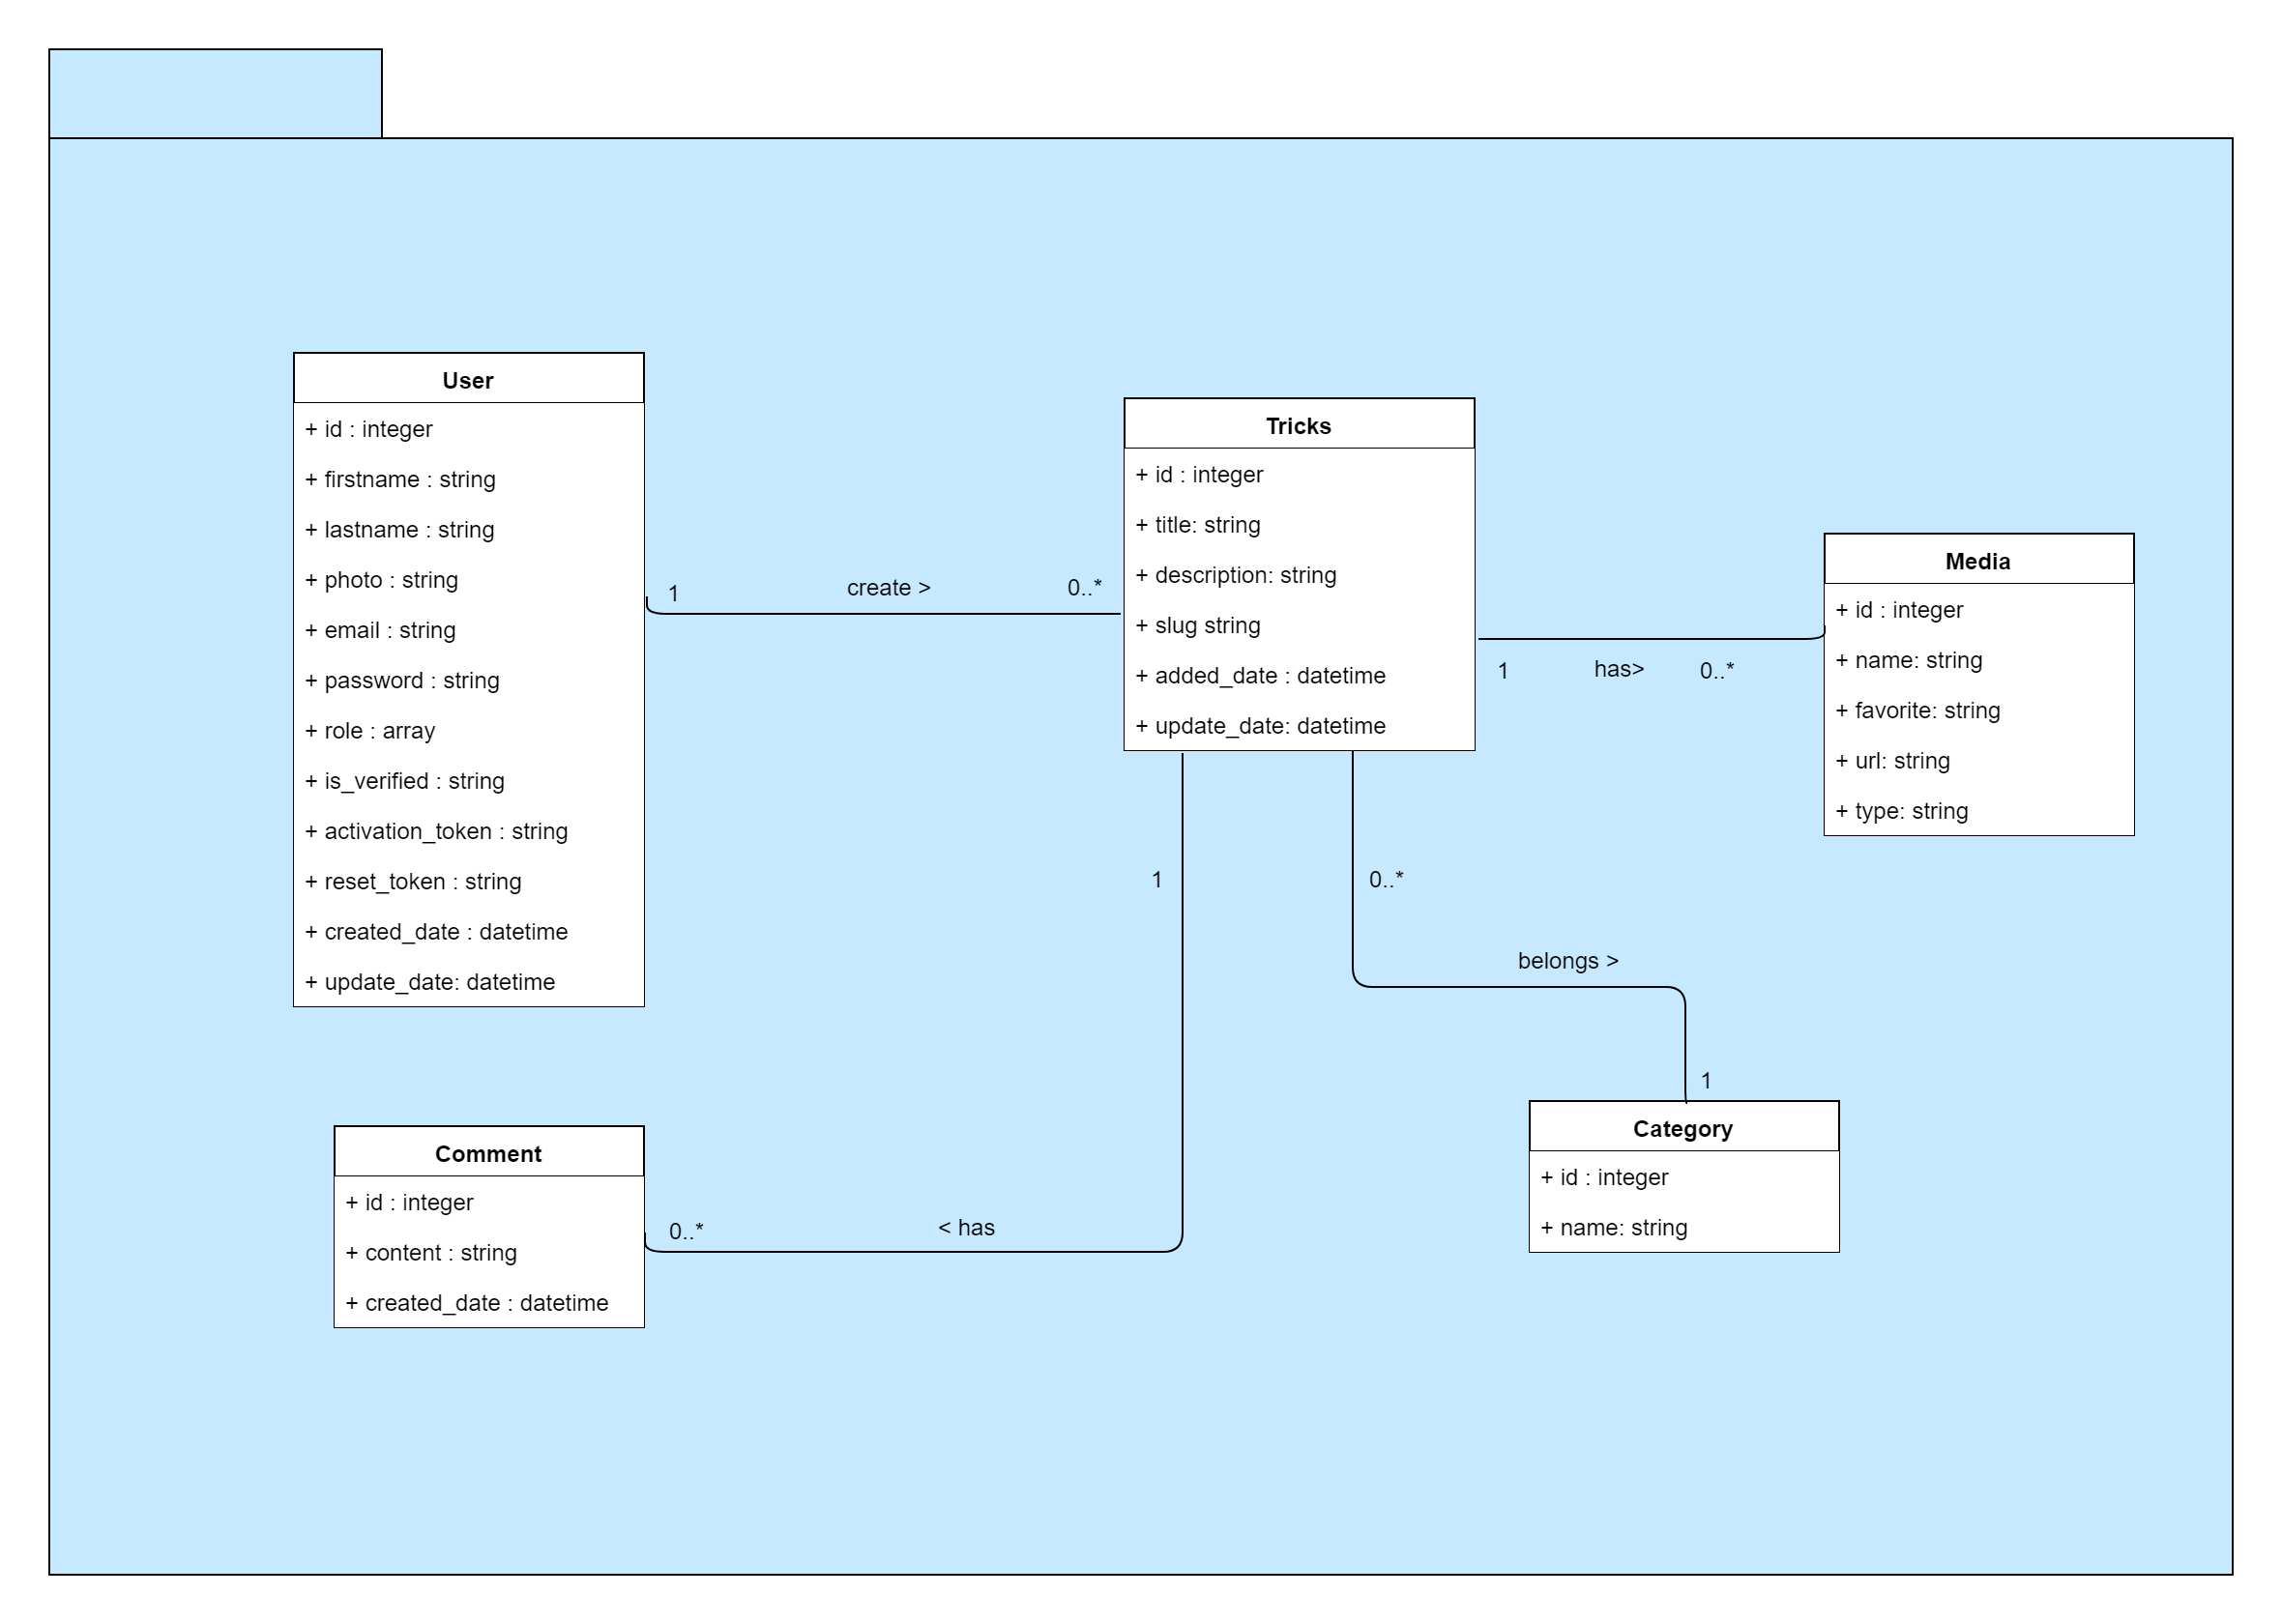 User
+ id : integer
+ firstname : string
+ lastname : string
+ photo : string
+ email : string
+ password : string
+ role : array
+ is_verified : string
+ activation_token : string
+ reset_token : string
+ created_date : datetime
+ update_date: datetime
1
create >
0..*
Tricks
+ id : integer
+ title: string
+ description: string
+ slug string
+ added_date : datetime
+ update_date: datetime
1
has>
0..*
Media
+ id : integer
+ name: string
+ favorite: string
+ url: string
+ type: string
1
0..*
belongs >
1
Category
+ id : integer
+ name: string
Comment
+ id : integer
+ content : string
+ created_date : datetime
0..*
< has